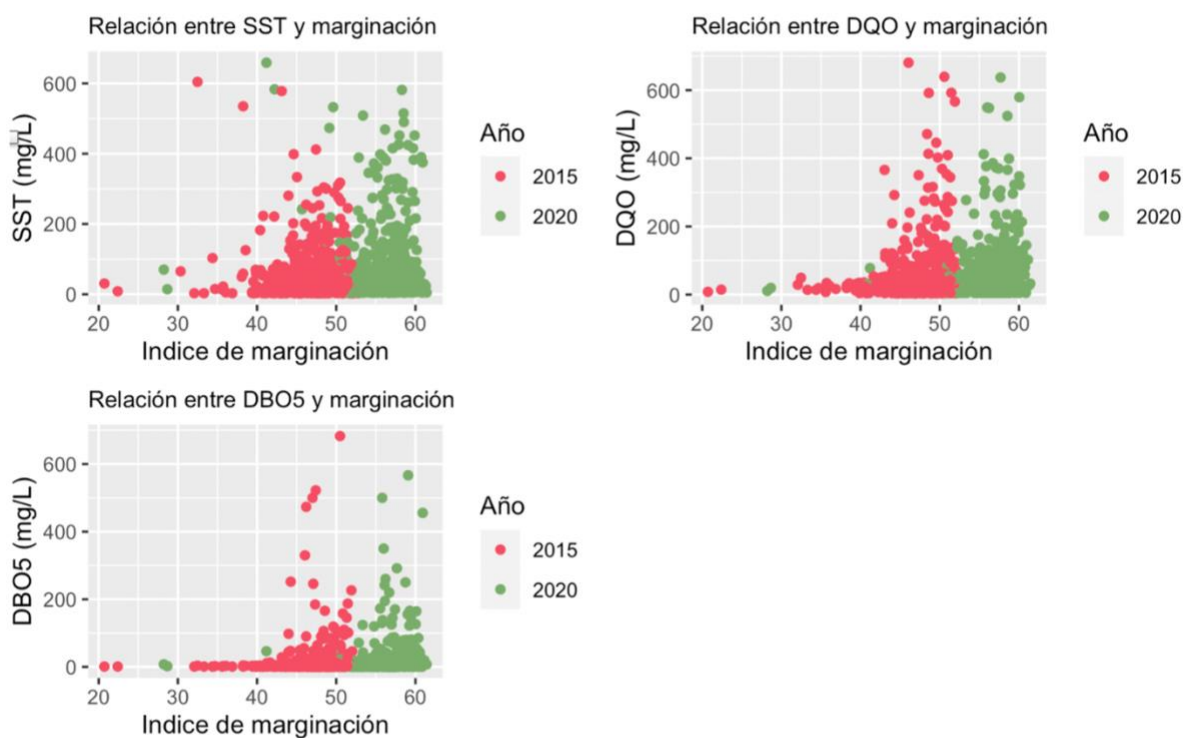 Relación entre SST y marginación
600
400
200
0
SST (mg/L)
20 30 40 50 60
Indice de marginación
Año
2015
2020
Relación entre DQO y marginación
600
400
200
0
DQO (mg/L)
20 30 40 50 60
Indice de marginación
Año
2015
2020
Relación entre DBO5 y marginación
600
400
200
0
DBO5 (mg/L)
20 30 40 50 60
Indice de marginación
Año
2015
2020